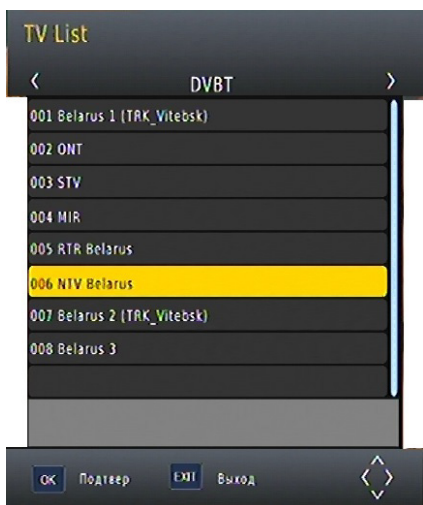 TV List
DVBT
001 Belarus 1 (TRK_Vitebsk)
002 ONT
003 STV
004 MIR
005 RTR Belarus
006 NTV Belarus
007 Belarus 2 (TRK_Vitebsk)
008 Belarus 3
OK Подтвер EXIT Выход